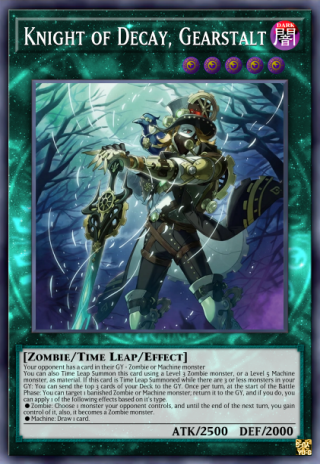 Knight of Decay, Gearstalt
DARK
闇
[Zombie/Time Leap/Effect]
Your opponent has a card in their GY - Zombie or Machine monster
You can also Time Leap Summon this card using a Level 3 Zombie monster, or a Level 5 Machine
monster, as material. If this card is Time Leap Summoned while there are 3 or less monsters in your
GY: You can send the top 3 cards of your Deck to the GY. Once per turn, at the start of the Battle
Phase: You can target 1 banished Zombie or Machine monster; return it to the GY, and if you do, you
can apply 1 of the following effects based on its type.
● Zombie: Choose 1 monster your opponent controls, and until the end of the next turn, you gain
control of it, also, it becomes a Zombie monster.
● Machine: Draw 1 card.
ATK/2500 DEF/2000